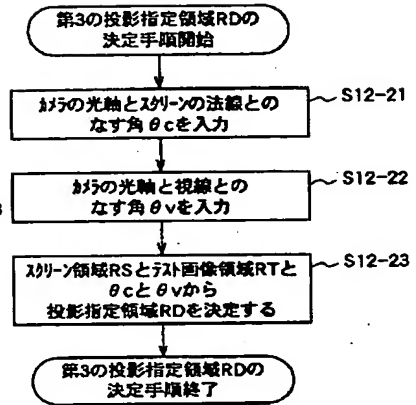 第3の投影指定領域RDの
決定手順開始
カメラの光軸とスクリーンの法線との
なす角θcを入力
S12-21
カメラの光軸と視線との
なす角θvを入力
S12-22
スクリーン領域RSとテスト画像領域RTと
θcとθvから
投影指定領域RDを決定する
S12-23
第3の投影指定領域RDの
決定手順終了